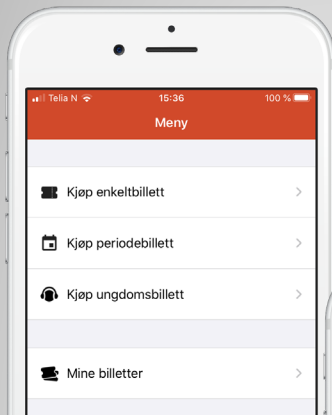 Telia N 15:36 100 %
Meny
Kjøp enkeltbillett
Kjøp periodebillett
Kjøp ungdomsbillett
Mine billetter